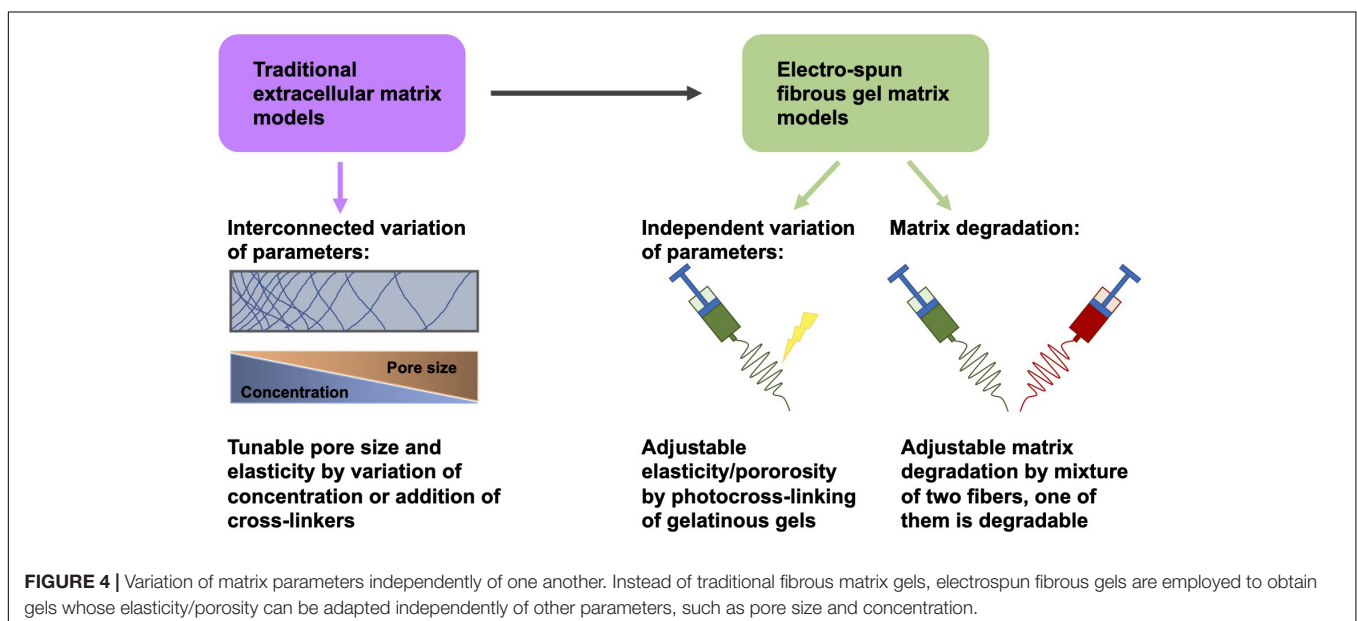 Traditional
extracellular matrix
models
Electro-spun
fibrous gel matrix
models
Interconnected variation
of parameters:
Pore size
Concentration
Tunable pore size and
elasticity by variation of
concentration or addition of
cross-linkers
Independent variation
of parameters:
Adjustable
elasticity/pororosity
by photocross-linking
of gelatinous gels
Matrix degradation:
Adjustable matrix
degradation by mixture
of two fibers, one of
them is degradable
FIGURE 4 | Variation of matrix parameters independently of one another. Instead of traditional fibrous matrix gels, electrospun fibrous gels are employed to obtain
gels whose elasticity/porosity can be adapted independently of other parameters, such as pore size and concentration.